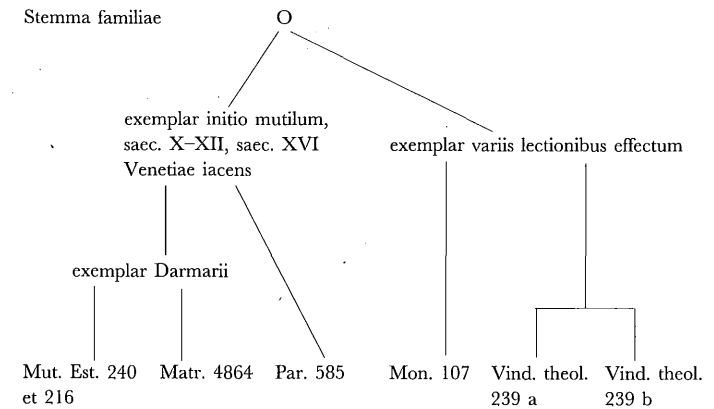 Stemma familiae
O
exemplar initio mutilum,
saec. X–XII, saec. XVI
Venetiae iacens
exemplar variis lectionibus effectum
exemplar Darmarii
Mut. Est. 240
et 216
Matr. 4864
Par. 585
Mon. 107
Vind. theol.
239 a
Vind. theol.
239 b